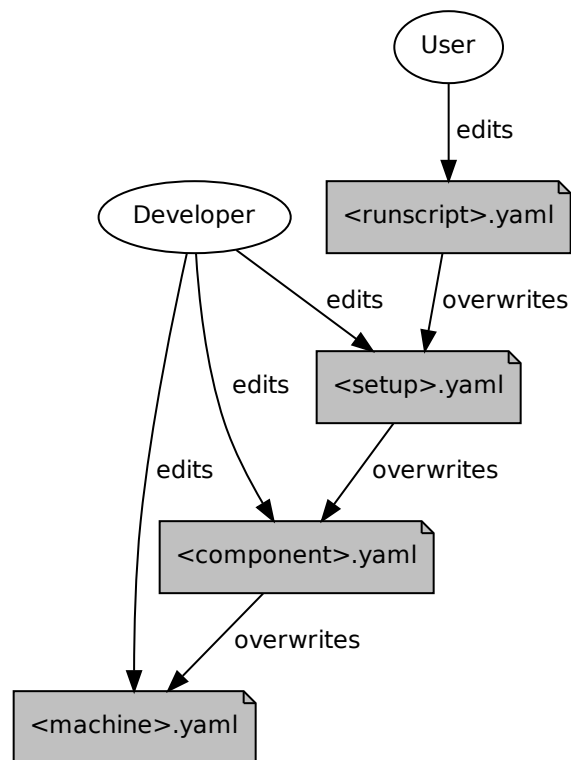 User
edits
Developer
<runscript>.yaml
edits
overwrites
<setup>.yaml
edits
overwrites
edits
<component>.yaml
overwrites
<machine>.yaml